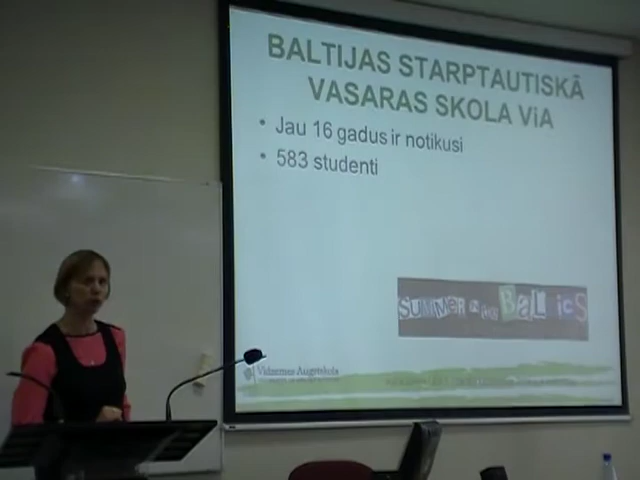 BALTIJAS STARPTAUTISKĀ
VASARAS SKOLA ViA
• Jau 16 gadus ir notikusi
• 583 studenti
SUMMER IN THE BALTICS
Vidzemes Augstskola